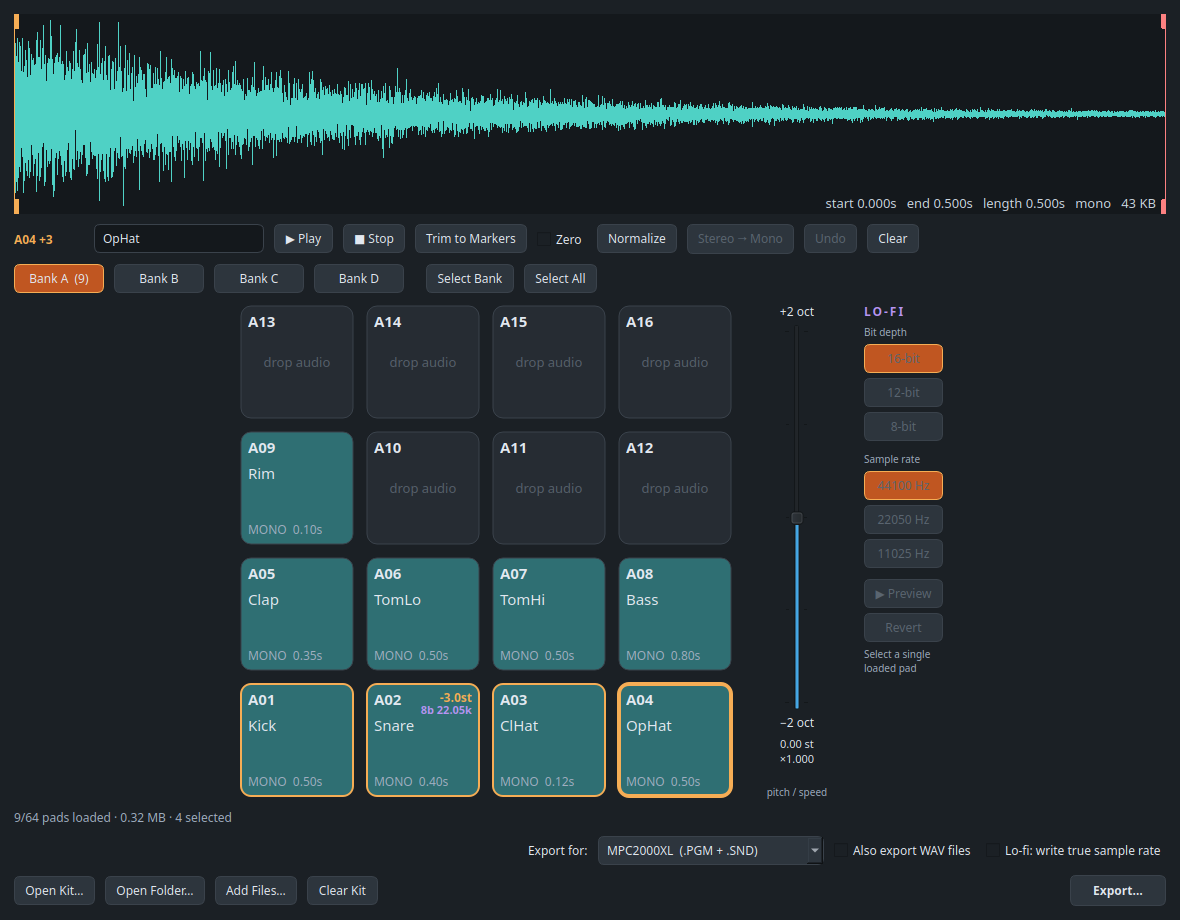 start 0.000s end 0.500s length 0.500s mono 43 KB
A04 +3 OpHat ▶ Play ■ Stop Trim to Markers Zero Normalize Stereo → Mono Undo Clear
Bank A (9) Bank B Bank C Bank D Select Bank Select All
A13 A14 A15 A16
drop audio drop audio drop audio drop audio
A09 A10 A11 A12
Rim
drop audio drop audio drop audio
MONO 0.10s
A05 A06 A07 A08
Clap TomLo TomHi Bass
MONO 0.35s MONO 0.50s MONO 0.50s MONO 0.80s
A01 A02 -3.0st A03 A04
8b 22.05k
Kick Snare ClHat OpHat
MONO 0.50s MONO 0.40s MONO 0.12s MONO 0.50s
+2 oct
−2 oct
0.00 st
×1.000
pitch / speed
LO-FI
Bit depth
16-bit
12-bit
8-bit
Sample rate
44100 Hz
22050 Hz
11025 Hz
▶ Preview
Revert
Select a single
loaded pad
9/64 pads loaded · 0.32 MB · 4 selected
Export for: MPC2000XL (.PGM + .SND) Also export WAV files Lo-fi: write true sample rate
Open Kit... Open Folder... Add Files... Clear Kit Export...